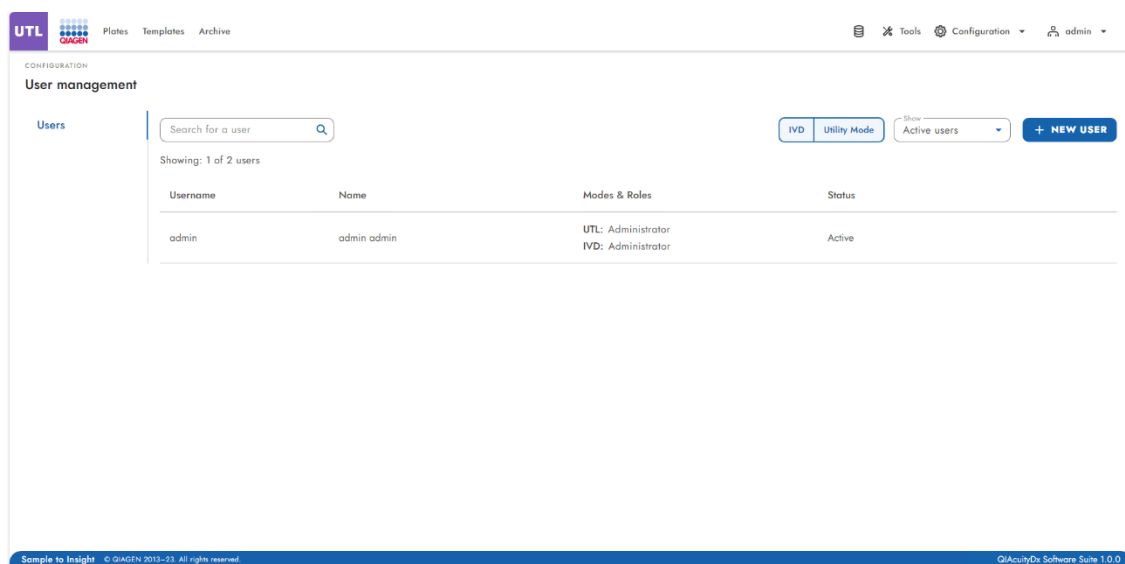 UTL QIAGEN Plates Templates Archive Tools Configuration admin
CONFIGURATION
User management
Users
Search for a user
IVD Utility Mode
Show
Active users
+ NEW USER
Showing: 1 of 2 users
Username Name Modes & Roles Status
admin admin admin UTL: Administrator Active
IVD: Administrator
Sample to Insight © QIAGEN 2013–23. All rights reserved. QIAcuityDx Software Suite 1.0.0